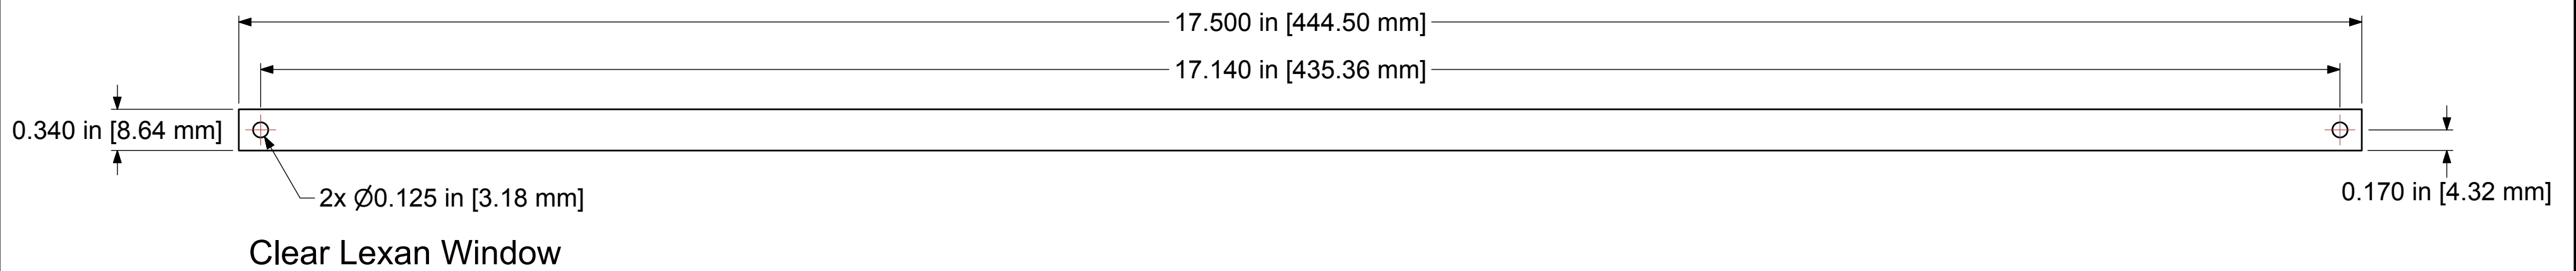 17.500 in [444.50 mm]
17.140 in [435.36 mm]
0.340 in [8.64 mm]
2x Ø0.125 in [3.18 mm]
0.170 in [4.32 mm]
Clear Lexan Window